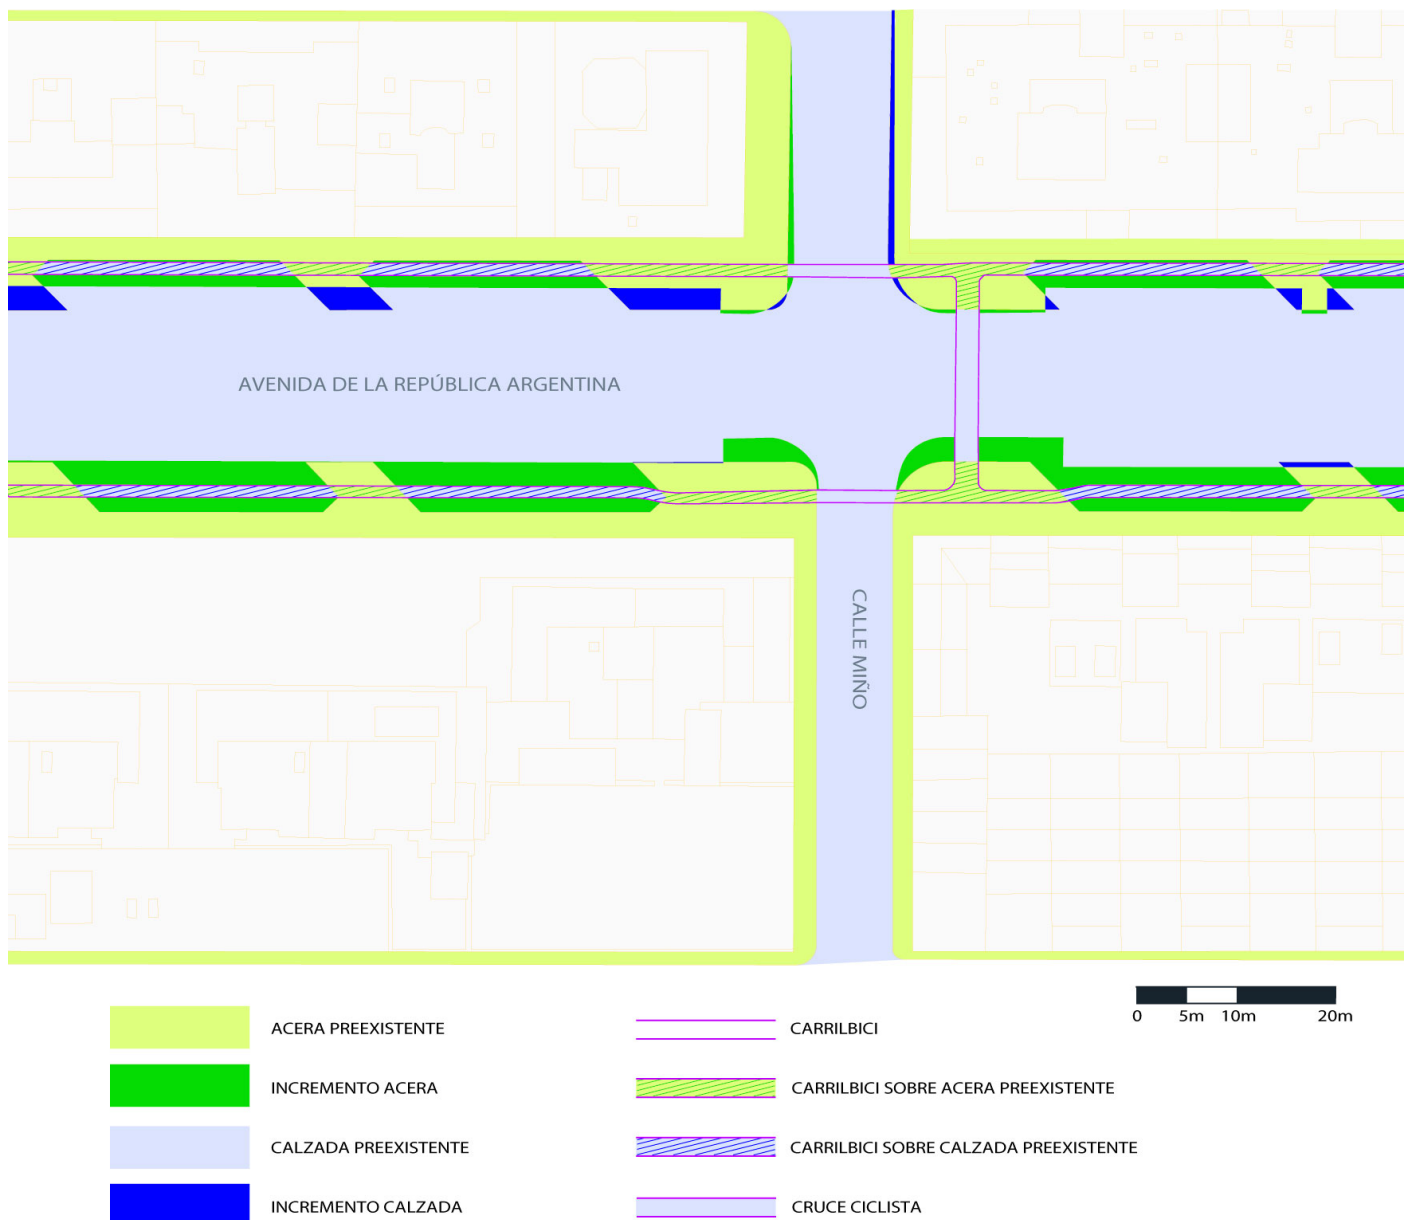 AVENIDA DE LA REPÚBLICA ARGENTINA
CALLE MIÑO
0 5m 10m 20m
ACERA PREEXISTENTE
INCREMENTO ACERA
CALZADA PREEXISTENTE
INCREMENTO CALZADA
CARRILBICI
CARRILBICI SOBRE ACERA PREEXISTENTE
CARRILBICI SOBRE CALZADA PREEXISTENTE
CRUCE CICLISTA